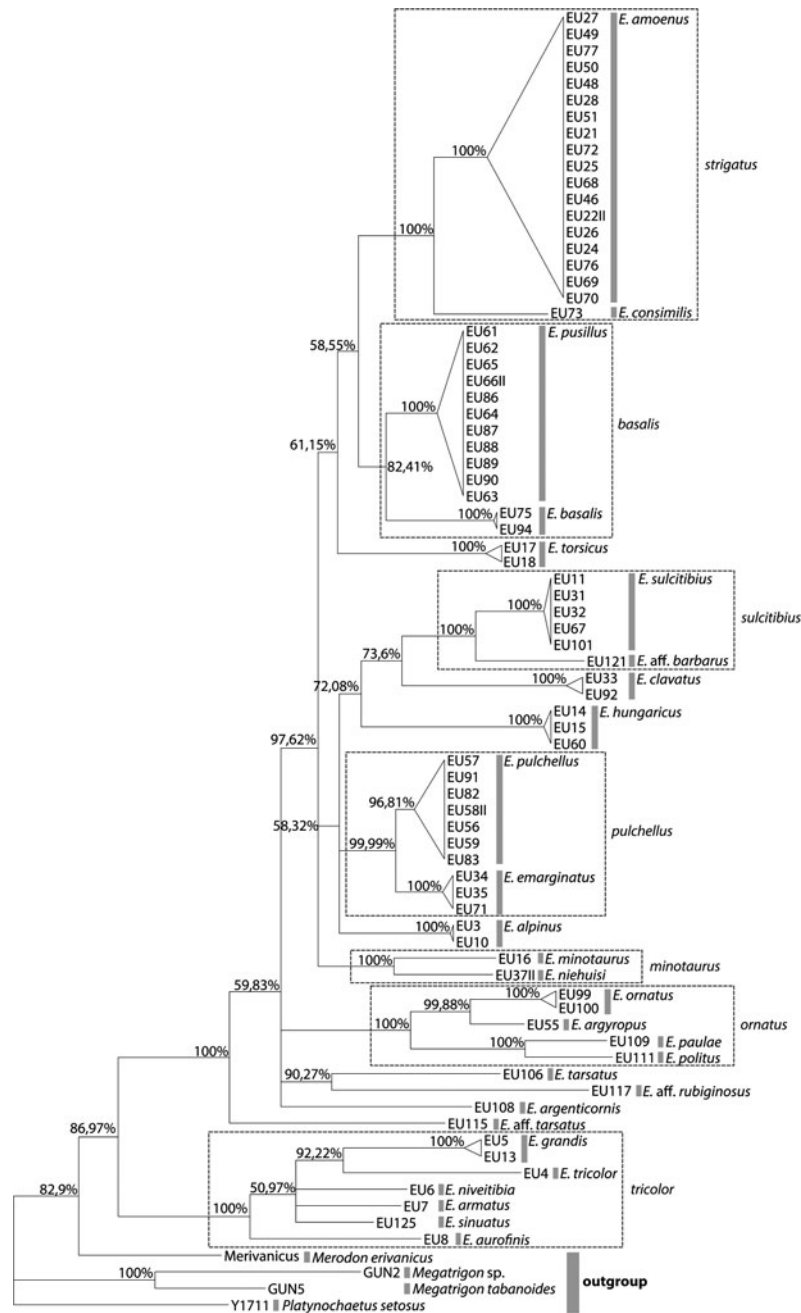 EU27 E. amoenus
EU49
EU77
EU50
EU48
EU28
EU51
EU21
100% EU72
EU25 strigatus
EU68
EU46
EU22II
100% EU26
EU24
EU76
EU69
EU70
EU73 E. consimilis
EU61 E. pusillus
58,55% EU62
EU65
EU66II
EU86
100% EU64
EU87 basalis
EU88
61,15% EU89
82,41% EU90
EU63
100% EU75 E. basalis
EU94
100% EU17 E. torsicus
EU18
EU11 E. sulcitibius
EU31
100% EU32 sulcitibius
100% EU67
EU101
73,6% EU121 E. aff. barbarus
100% EU33 E. clavatus
72,08% EU92
EU14 E. hungaricus
100% EU15
97,62% EU60
EU57 E. pulchellus
EU91
EU82
96,81% EU58II
58,32% EU56 pulchellus
99,99% EU59
EU83
EU34 E. emarginatus
100% EU35
EU71
100% EU3 E. alpinus
EU10
100% EU16 E. minotaurus
EU37II E. niehuisi minotaurus
59,83% 100% EU99 E. ornatus
99,88% EU100
100% EU55 E. argyropus ornatus
100% EU109 E. paulae
100% EU111 E. politus
90,27% EU106 E. tarsatus
EU117 E. aff. rubiginosus
EU108 E. argenticornis
86,97% EU115 E. aff. tarsatus
100% EU5 E. grandis
92,22% EU13
EU4 E. tricolor
82,9% 50,97% EU6 E. niveitibia tricolor
EU7 E. armatus
100% EU125 E. sinuatus
EU8 E. aurofinis
Merivanicus Merodon erivanicus
100% GUN2 Megatrigon sp.
GUN5 Megatrigon tabanoides outgroup
Y1711 Platynochaetus setosus